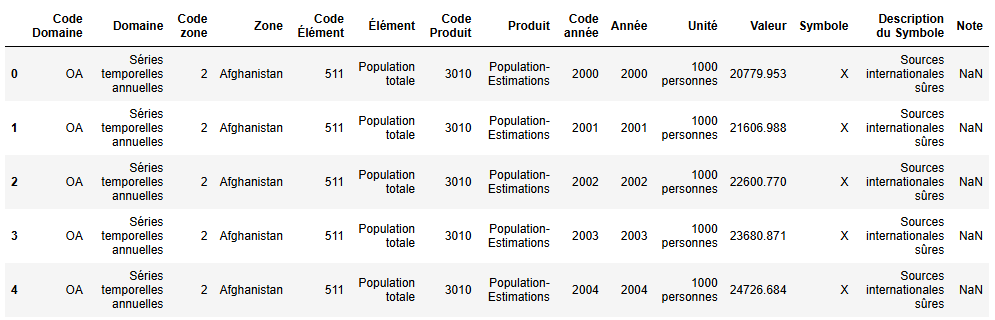 Code Domaine Domaine Code zone Zone Code Élément Élément Code Produit Produit Code année Année Unité Valeur Symbole Description du Symbole Note
0 OA Séries temporelles annuelles 2 Afghanistan 511 Population totale 3010 Population-Estimations 2000 2000 1000 personnes 20779.953 X Sources internationales sûres NaN
1 OA Séries temporelles annuelles 2 Afghanistan 511 Population totale 3010 Population-Estimations 2001 2001 1000 personnes 21606.988 X Sources internationales sûres NaN
2 OA Séries temporelles annuelles 2 Afghanistan 511 Population totale 3010 Population-Estimations 2002 2002 1000 personnes 22600.770 X Sources internationales sûres NaN
3 OA Séries temporelles annuelles 2 Afghanistan 511 Population totale 3010 Population-Estimations 2003 2003 1000 personnes 23680.871 X Sources internationales sûres NaN
4 OA Séries temporelles annuelles 2 Afghanistan 511 Population totale 3010 Population-Estimations 2004 2004 1000 personnes 24726.684 X Sources internationales sûres NaN